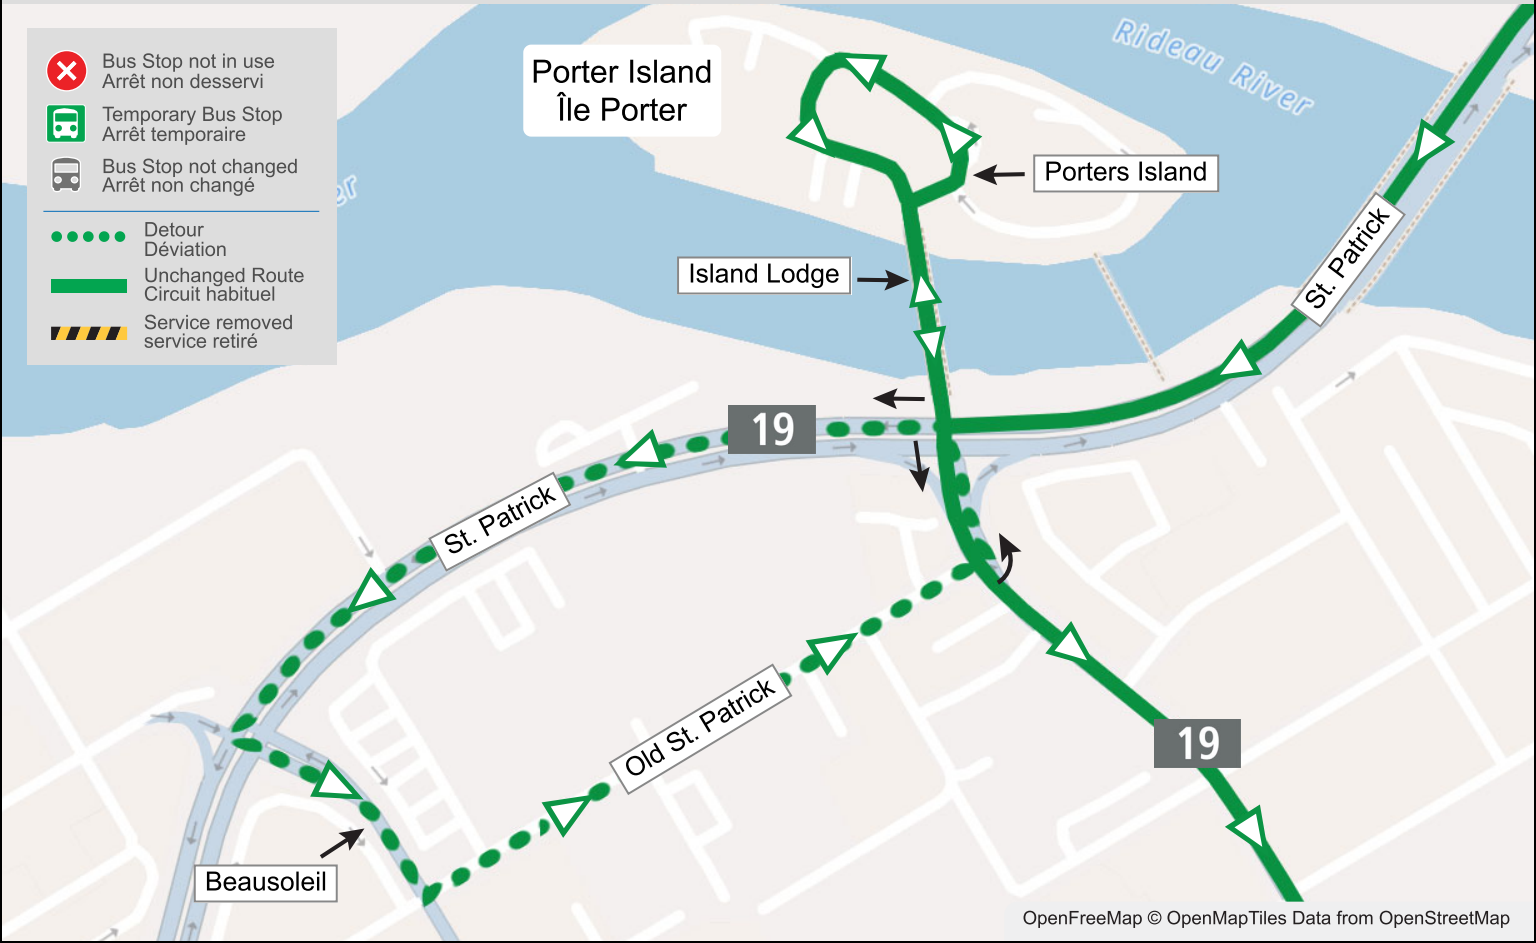 Bus Stop not in use
Arrêt non desservi
Temporary Bus Stop
Arrêt temporaire
Bus Stop not changed
Arrêt non changé
Detour
Déviation
Unchanged Route
Circuit habituel
Service removed
service retiré
Porter Island
Île Porter
Rideau River
er
Porters Island
St. Patrick
Island Lodge
19
St. Patrick
Old St. Patrick
19
Beausoleil
OpenFreeMap © OpenMapTiles Data from OpenStreetMap